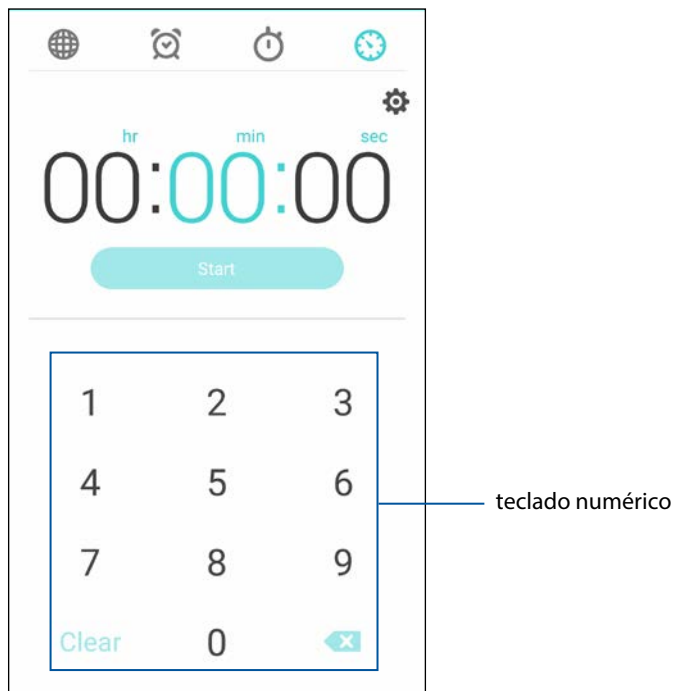 hr min sec
00:00:00
Start
1 2 3
4 5 6
teclado numérico
7 8 9
Clear 0